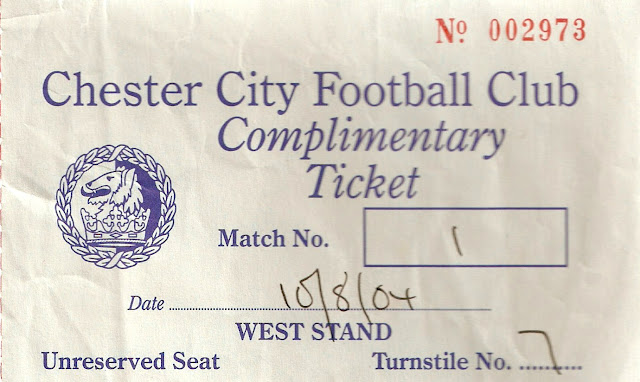 Nº 002973
Chester City Football Club
Complimentary
Ticket
Match No. 1
Date 10/8/04
WEST STAND
Unreserved Seat Turnstile No. 7